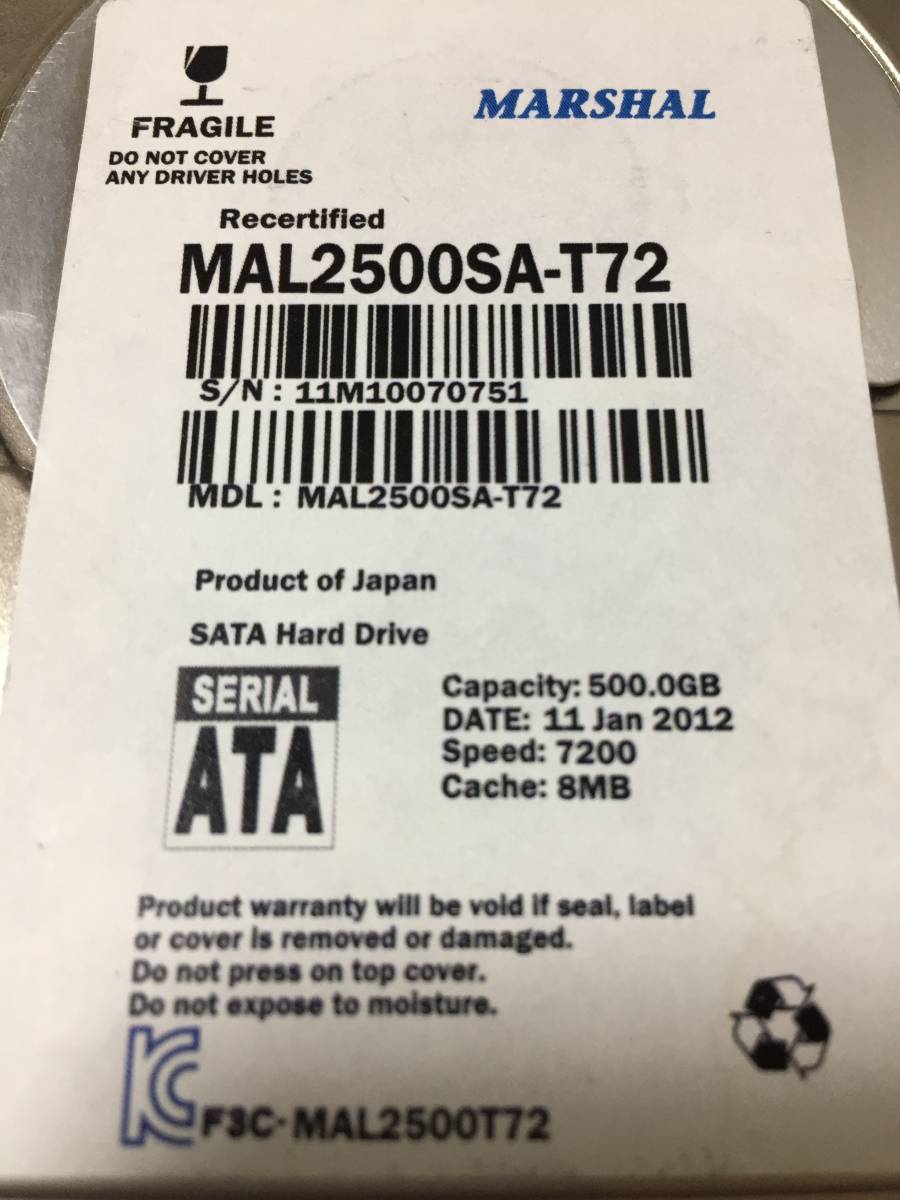 MARSHAL
FRAGILE
DO NOT COVER
ANY DRIVER HOLES
Recertified
MAL2500SA-T72
S/N : 11M10070751
MDL : MAL2500SA-T72
Product of Japan
SATA Hard Drive
SERIAL
ATA
Capacity: 500.0GB
DATE: 11 Jan 2012
Speed: 7200
Cache: 8MB
Product warranty will be void if seal, label
or cover is removed or damaged.
Do not press on top cover.
Do not expose to moisture.
KC
F3C-MAL2500T72